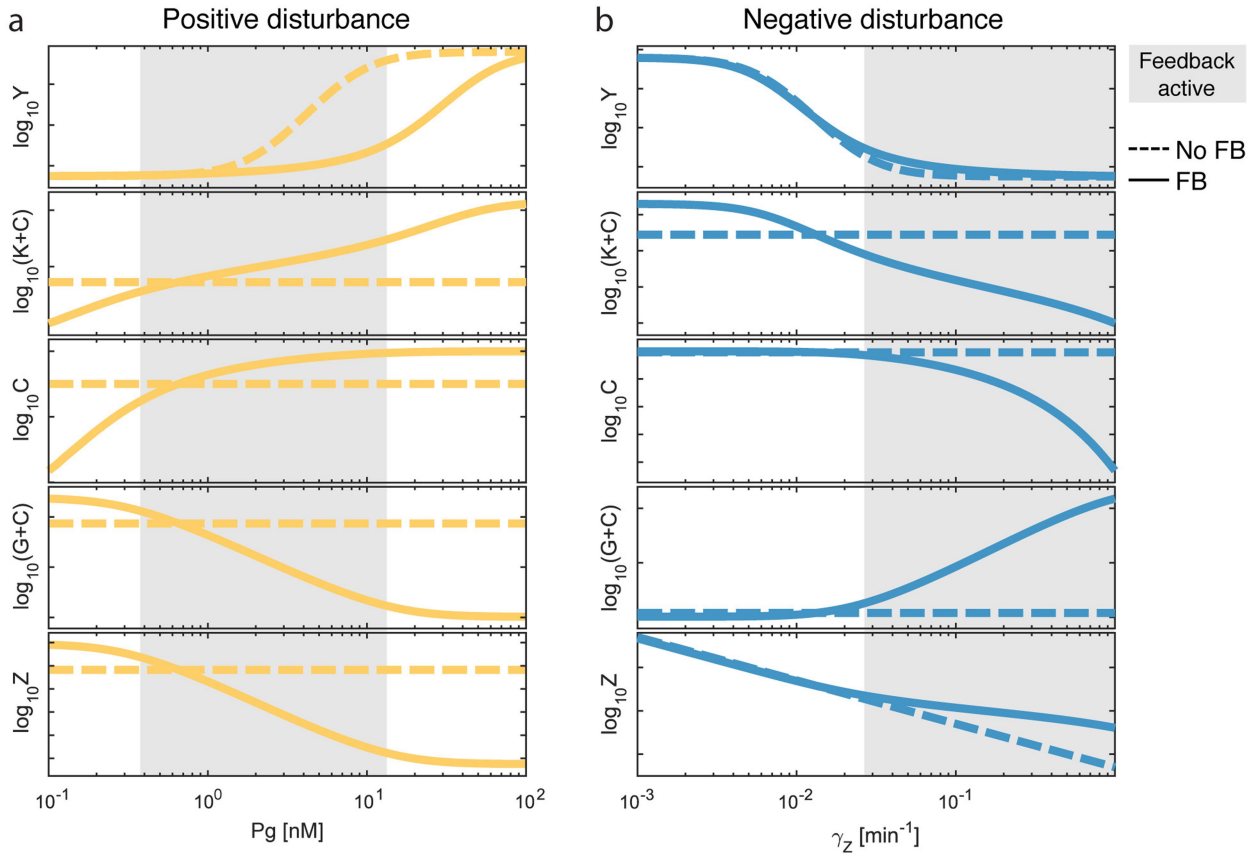 a
Positive disturbance
b
Negative disturbance
log₁₀Y
log₁₀(K+C)
log₁₀C
log₁₀(G+C)
log₁₀Z
10⁻¹ 10⁰ 10¹ 10²
Pg [nM]
log₁₀Y
log₁₀(K+C)
log₁₀C
log₁₀(G+C)
log₁₀Z
10⁻³ 10⁻² 10⁻¹
γ_Z [min⁻¹]
Feedback
active
No FB
FB